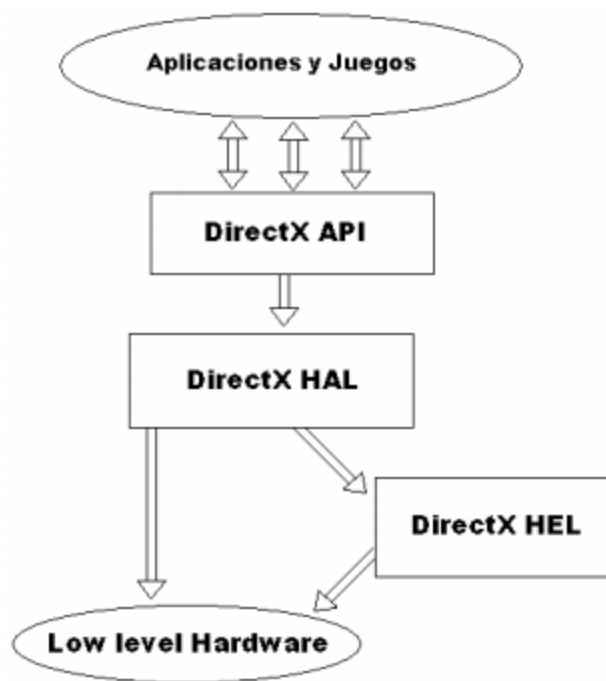 Aplicaciones y Juegos
DirectX API
DirectX HAL
DirectX HEL
Low level Hardware